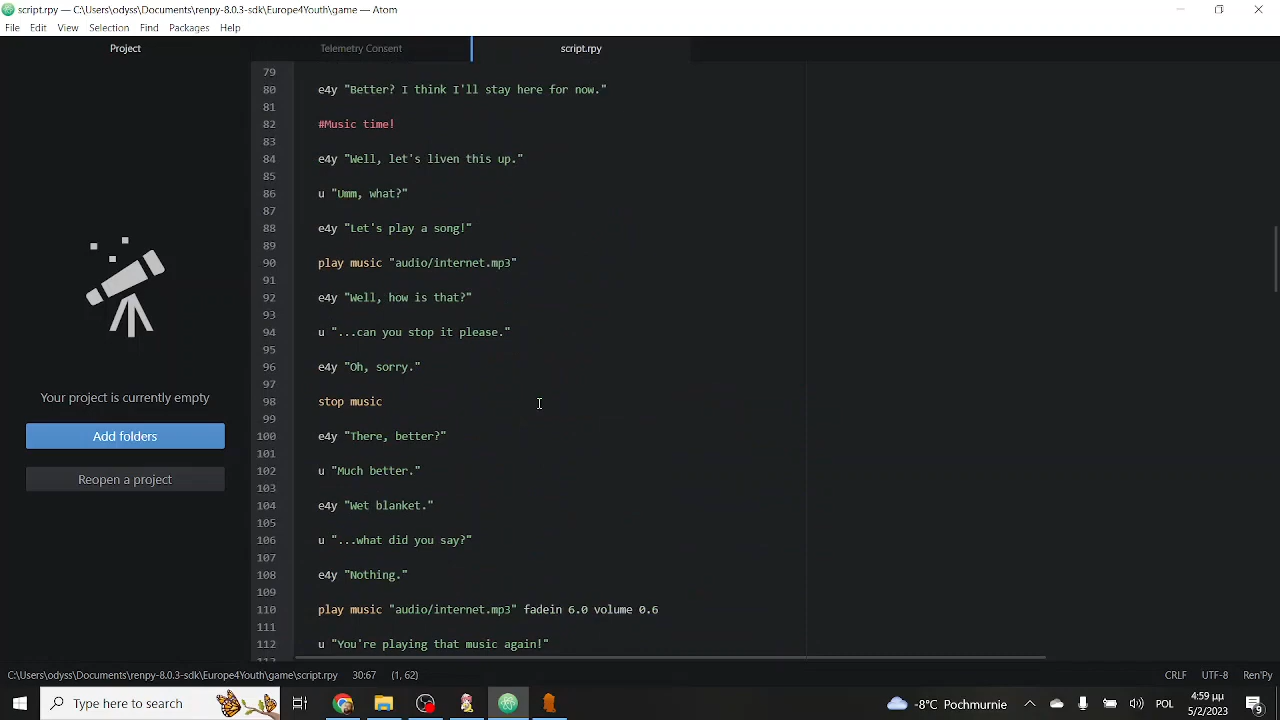 script.rpy — C:\Users\odyss\Documents\renpy-8.0.3-sdk\Europe4Youth\game — Atom
File Edit View Selection Find Packages Help
Project Telemetry Consent script.rpy
79
80 e4y "Better? I think I'll stay here for now."
81
82 #Music time!
83
84 e4y "Well, let's liven this up."
85
86 u "Umm, what?"
87
88 e4y "Let's play a song!"
89
90 play music "audio/internet.mp3"
91
92 e4y "Well, how is that?"
93
94 u "...can you stop it please."
95
96 e4y "Oh, sorry."
97
98 stop music
99
100 e4y "There, better?"
101
102 u "Much better."
103
104 e4y "Wet blanket."
105
106 u "...what did you say?"
107
108 e4y "Nothing."
109
110 play music "audio/internet.mp3" fadein 6.0 volume 0.6
111
112 u "You're playing that music again!"
Your project is currently empty
Add folders
Reopen a project
C:\Users\odyss\Documents\renpy-8.0.3-sdk\Europe4Youth\game\script.rpy 30:67 (1, 62) CRLF UTF-8 Ren'Py
Type here to search
-8°C Pochmurnie
4:59 μμ
5/2/2023